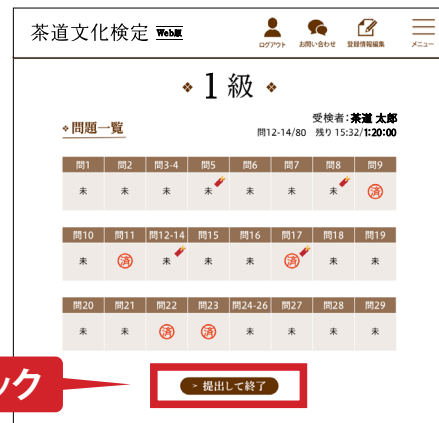 茶道文化検定 Web版
ログアウト お問い合わせ 登録情報編集 メニュー
1級
問題一覧
受検者：茶道 太郎
問12-14/80 残り 15:32/1:20:00
問1 問2 問3-4 問5 問6 問7 問8 問9
未 未 未 未 未 未 未 済
問10 問11 問12-14 問15 問16 問17 問18 問19
未 済 未 未 未 済 未 未
問20 問21 問22 問23 問24-26 問27 問28 問29
未 未 済 済 未 未 未 未
ック
> 提出して終了